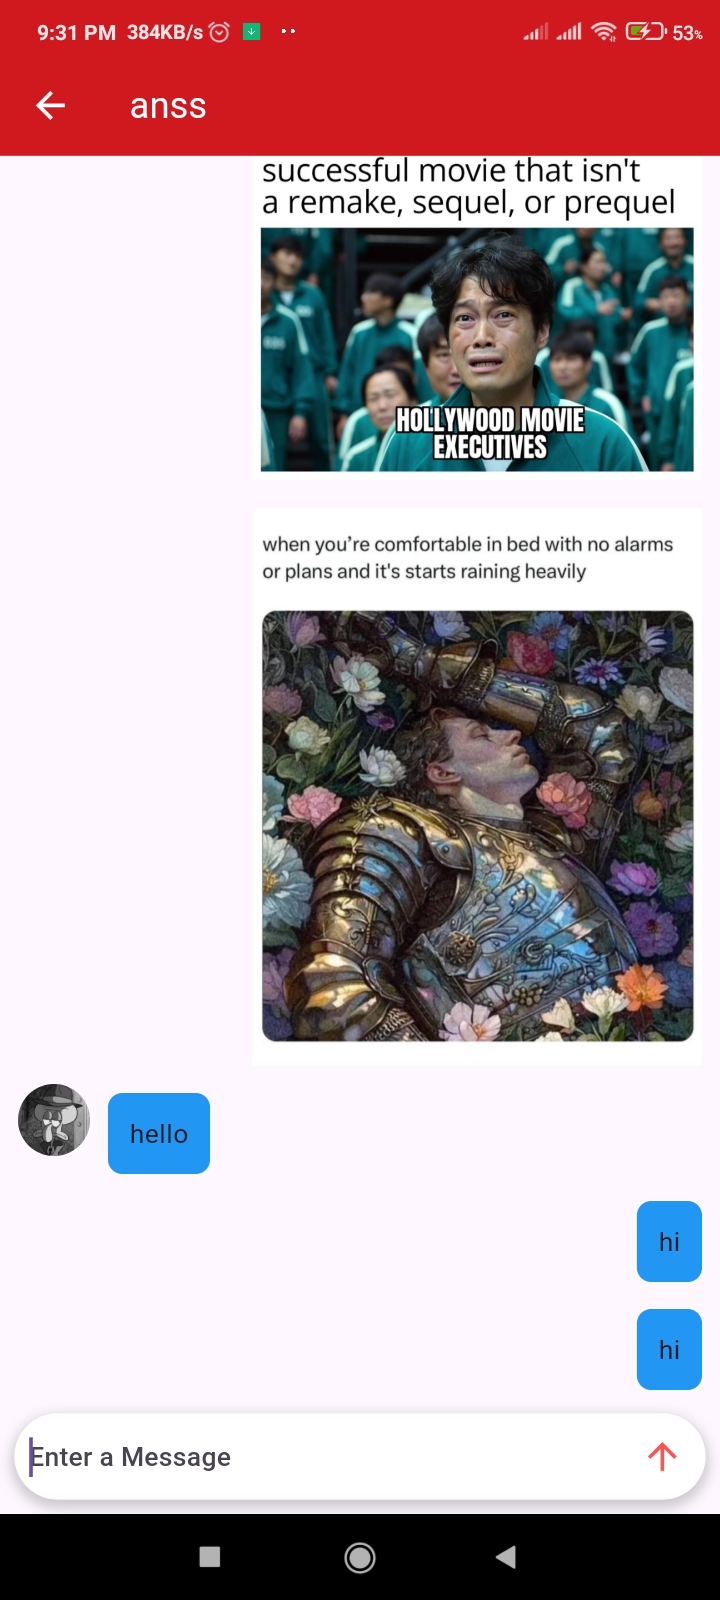 9:31 PM 384KB/s 53%
anss
successful movie that isn't
a remake, sequel, or prequel
HOLLYWOOD MOVIE
EXECUTIVES
when you're comfortable in bed with no alarms
or plans and it's starts raining heavily
hello
hi
hi
Enter a Message